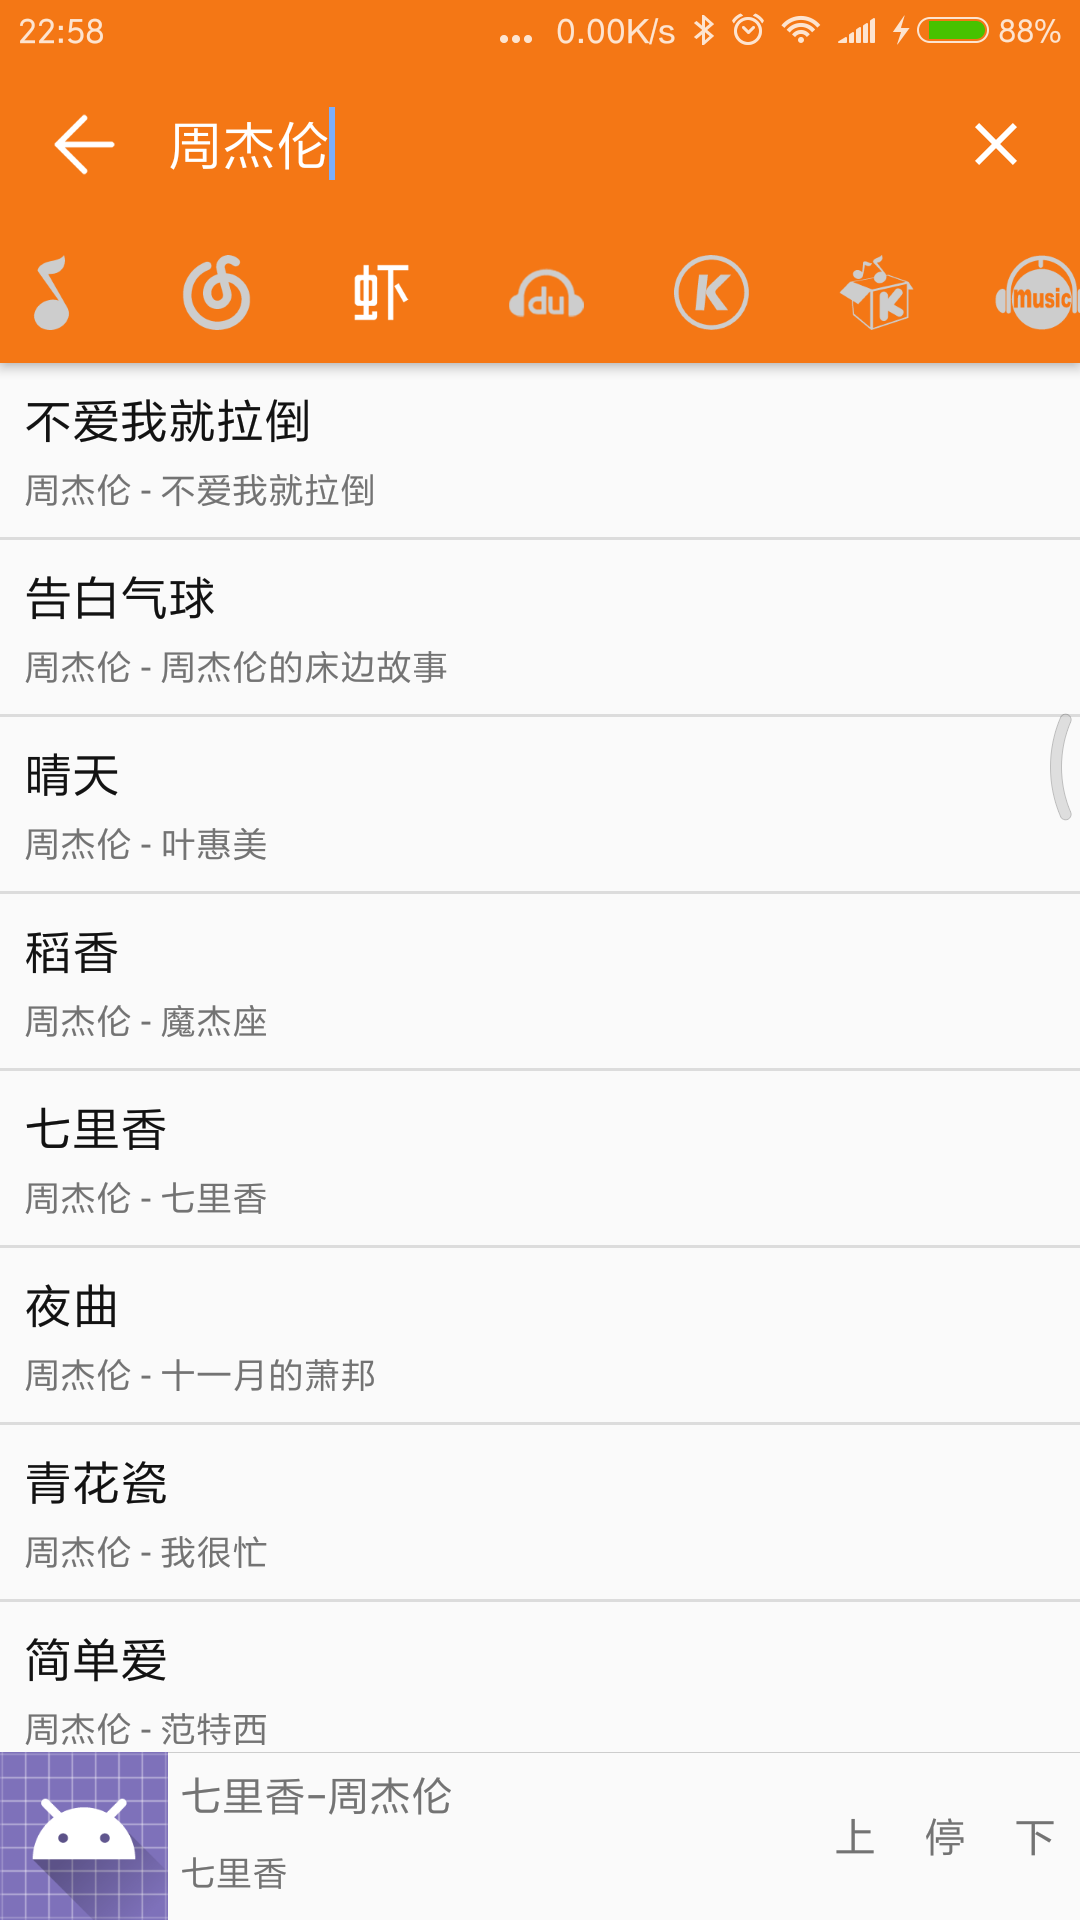 22:58 ... 0.00K/s 88%
周杰伦
虾 du K K music
不爱我就拉倒
周杰伦 - 不爱我就拉倒
告白气球
周杰伦 - 周杰伦的床边故事
晴天
周杰伦 - 叶惠美
稻香
周杰伦 - 魔杰座
七里香
周杰伦 - 七里香
夜曲
周杰伦 - 十一月的萧邦
青花瓷
周杰伦 - 我很忙
简单爱
周杰伦 - 范特西
七里香-周杰伦
七里香
上 停 下